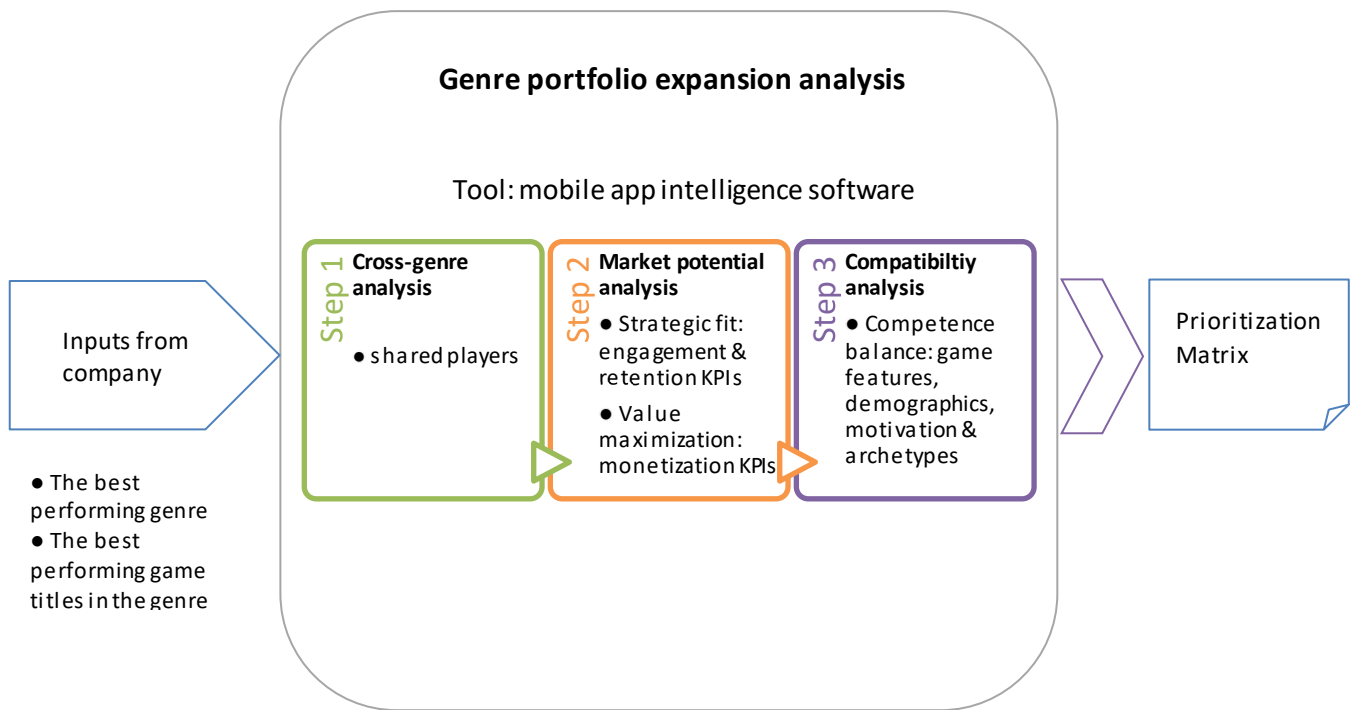 Genre portfolio expansion analysis
Tool: mobile app intelligence software
Inputs from
company
● The best
performing genre
● The best
performing game
titles in the genre
Step 1
Cross-genre
analysis
● shared players
Step 2
Market potential
analysis
● Strategic fit:
engagement &
retention KPIs
● Value
maximization:
monetization KPIs
Step 3
Compatibiltiy
analysis
● Competence
balance: game
features,
demographics,
motivation &
archetypes
Prioritization
Matrix